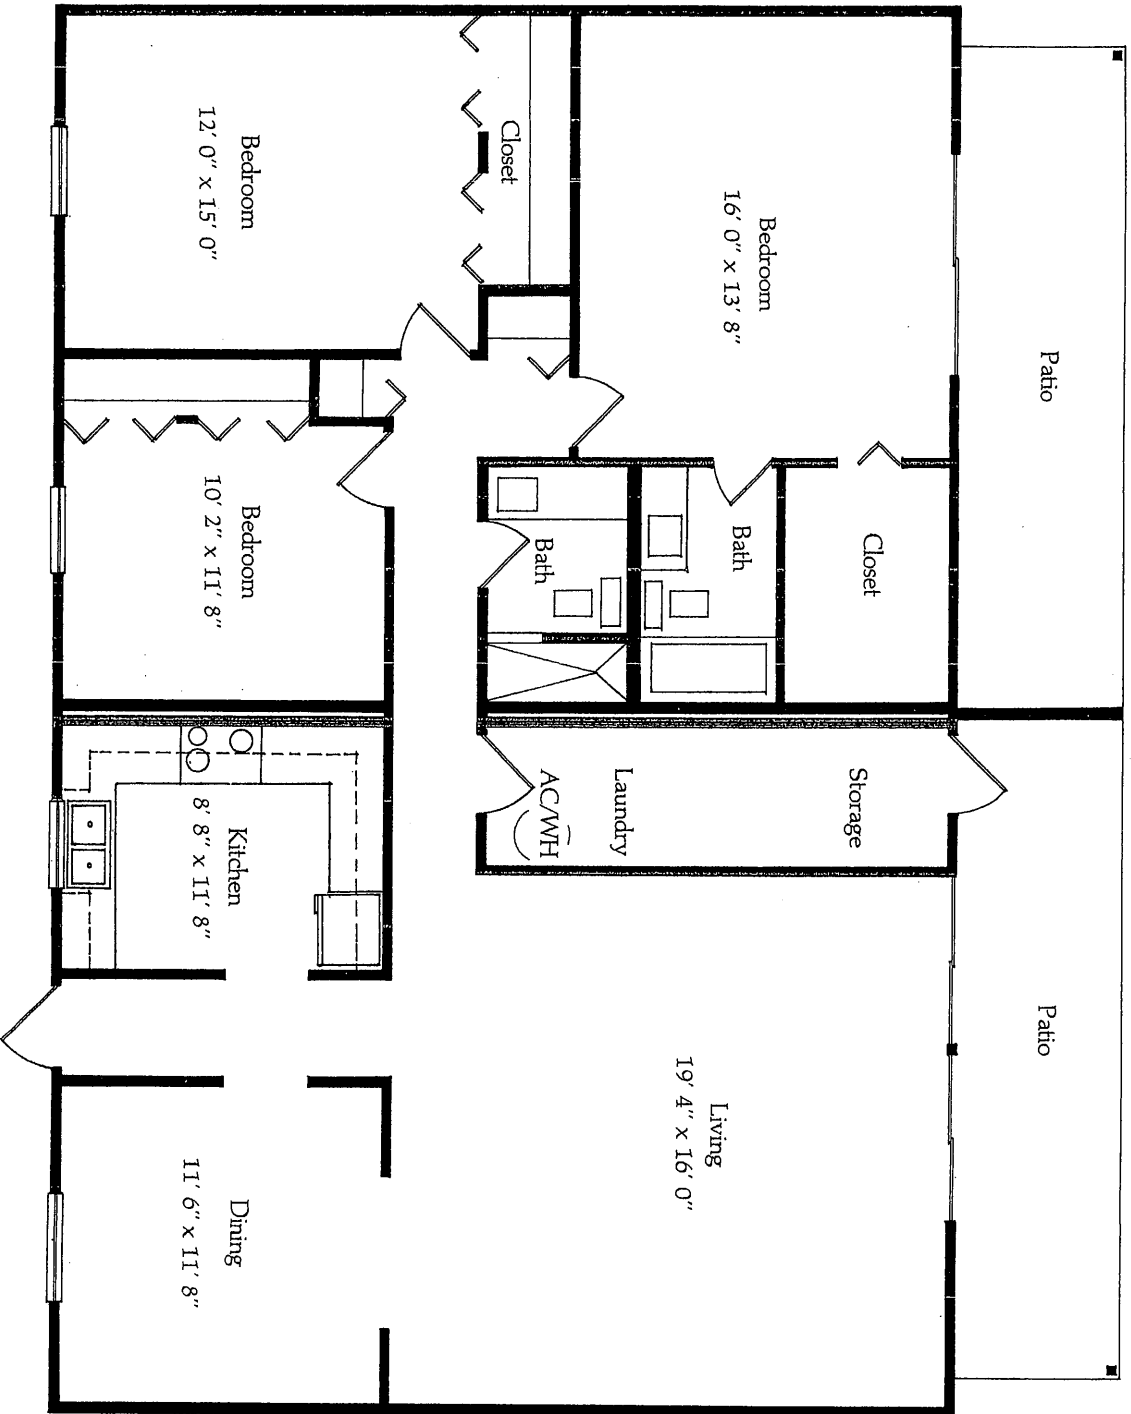 Patio
Patio
Bedroom
16' 0" x 13' 8"
Closet
Storage
Bath
Living
19' 4" x 16' 0"
Laundry
AC/WH
Bath
Closet
Bedroom
12' 0" x 15' 0"
Bedroom
10' 2" x 11' 8"
Kitchen
8' 8" x 11' 8"
Dining
11' 6" x 11' 8"